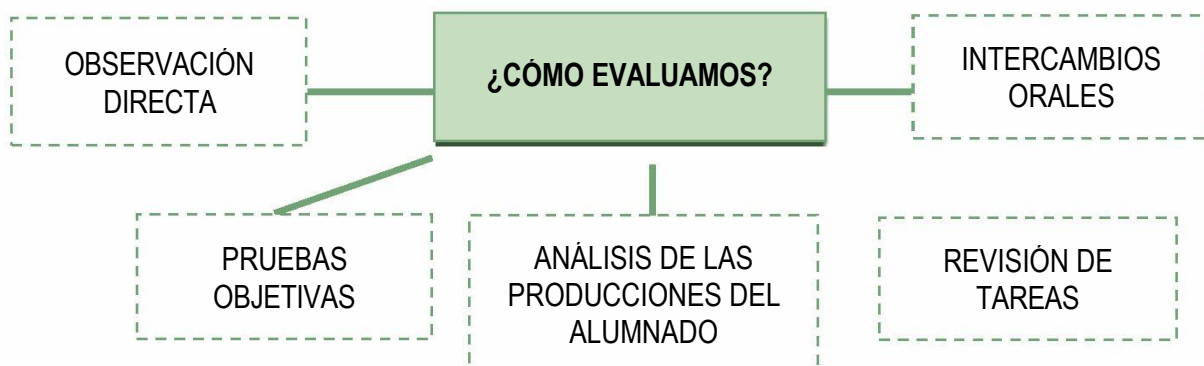 OBSERVACIÓN
DIRECTA
¿CÓMO EVALUAMOS?
INTERCAMBIOS
ORALES
PRUEBAS
OBJETIVAS
ANÁLISIS DE LAS
PRODUCCIONES DEL
ALUMNADO
REVISIÓN DE
TAREAS